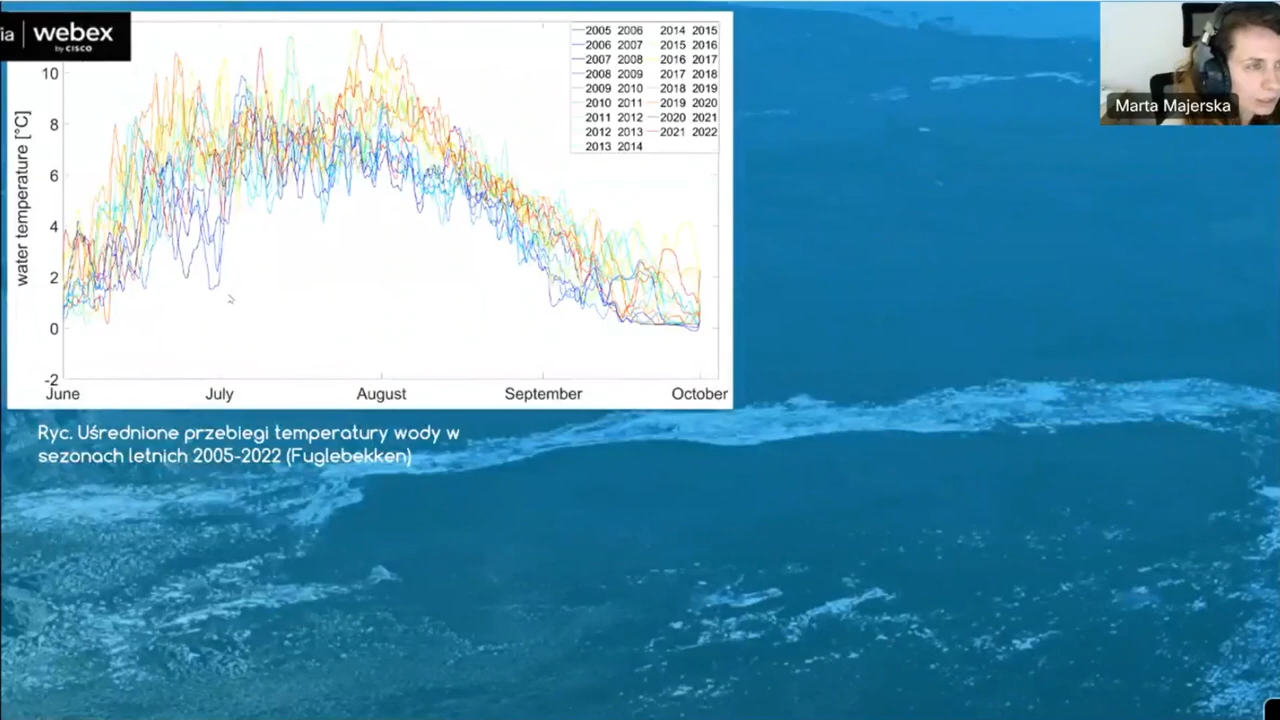 ia webex
by CISCO
2005 2006 2014 2015
2006 2007 2015 2016
2007 2008 2016 2017
2008 2009 2017 2018
2009 2010 2018 2019
2010 2011 2019 2020
2011 2012 2020 2021
2012 2013 2021 2022
2013 2014
Marta Majerska
water temperature [°C]
10
8
6
4
2
0
-2
June July August September October
Ryc. Uśrednione przebiegi temperatury wody w
sezonach letnich 2005-2022 (Fuglebekken)